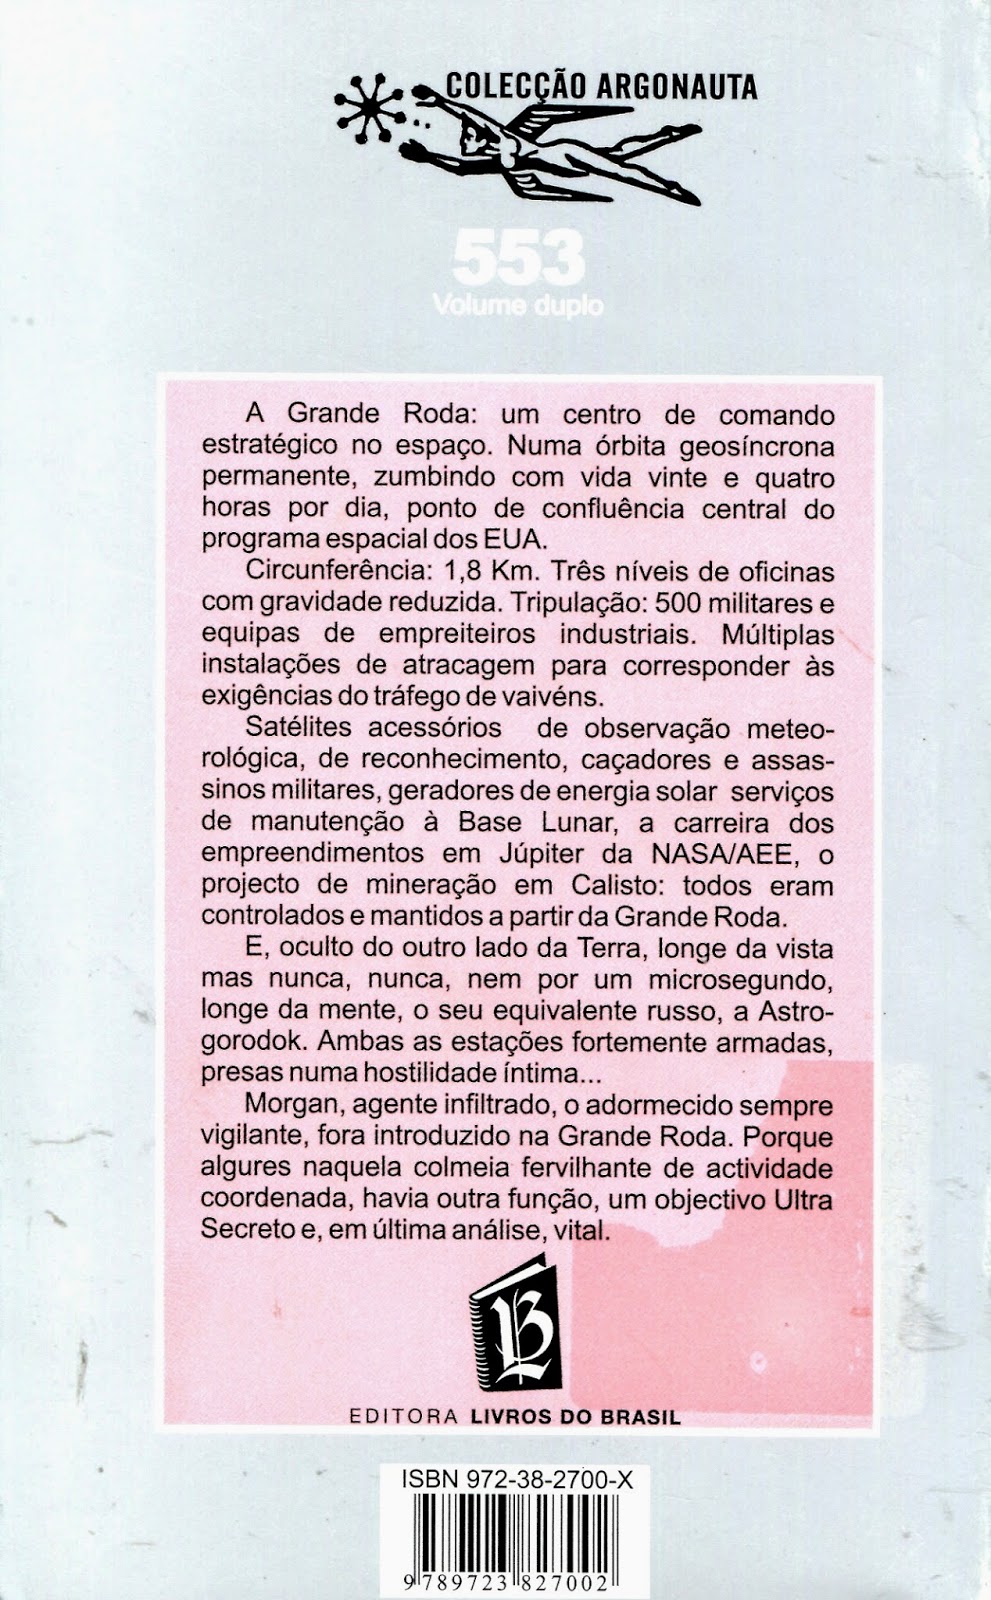 COLECÇÃO ARGONAUTA
553
Volume duplo
A Grande Roda: um centro de comando
estratégico no espaço. Numa órbita geosíncrona
permanente, zumbindo com vida vinte e quatro
horas por dia, ponto de confluência central do
programa espacial dos EUA.
Circunferência: 1,8 Km. Três níveis de oficinas
com gravidade reduzida. Tripulação: 500 militares e
equipas de empreiteiros industriais. Múltiplas
instalações de atracagem para corresponder às
exigências do tráfego de vaivéns.
Satélites acessórios de observação meteo-
rológica, de reconhecimento, caçadores e assas-
sinos militares, geradores de energia solar serviços
de manutenção à Base Lunar, a carreira dos
empreendimentos em Júpiter da NASA/AEE, o
projecto de mineração em Calisto: todos eram
controlados e mantidos a partir da Grande Roda.
E, oculto do outro lado da Terra, longe da vista
mas nunca, nunca, nem por um microsegundo,
longe da mente, o seu equivalente russo, a Astro-
gorodok. Ambas as estações fortemente armadas,
presas numa hostilidade íntima...
Morgan, agente infiltrado, o adormecido sempre
vigilante, fora introduzido na Grande Roda. Porque
algures naquela colmeia fervilhante de actividade
coordenada, havia outra função, um objectivo Ultra
Secreto e, em última análise, vital.
LB
EDITORA LIVROS DO BRASIL
ISBN 972-38-2700-X
9 789723 827002